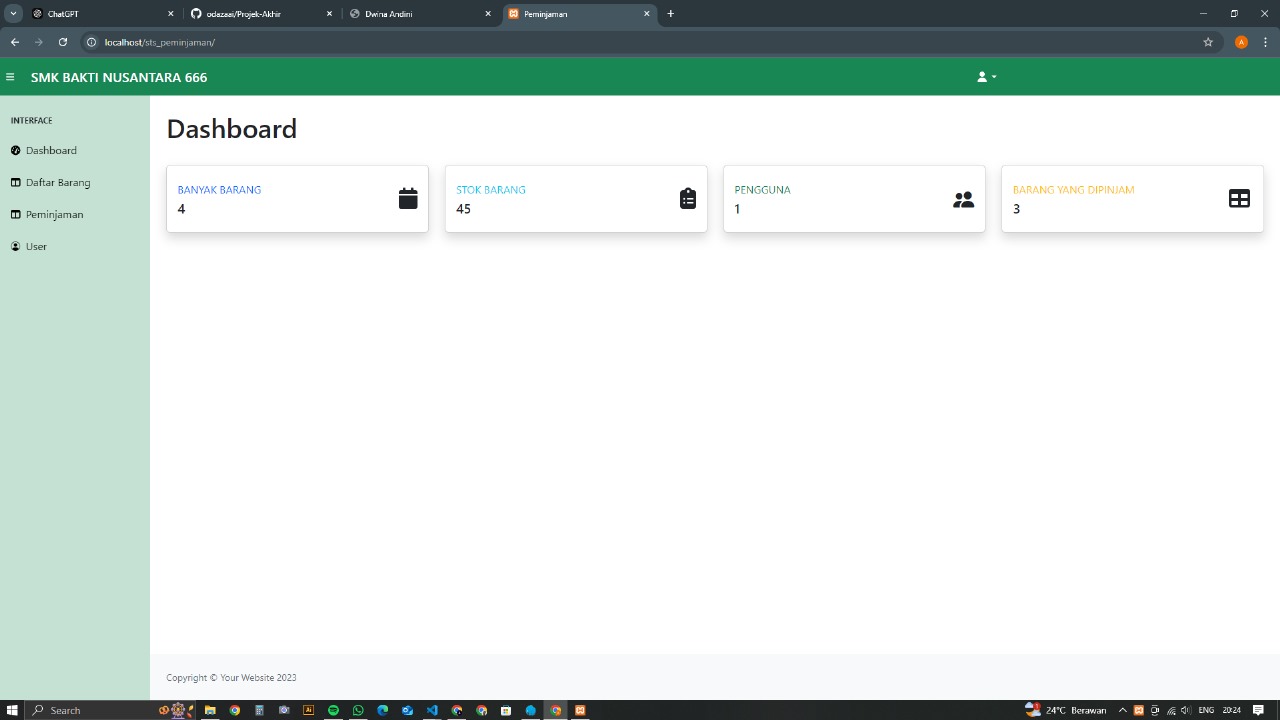 ChatGPT
odazaai/Projek-Akhir
Dwina Andini
Peminjaman
localhost/sts_peminjaman/
A
SMK BAKTI NUSANTARA 666
INTERFACE
Dashboard
Daftar Barang
Peminjaman
User
Dashboard
BANYAK BARANG
4
STOK BARANG
45
PENGGUNA
1
BARANG YANG DIPINJAM
3
Copyright © Your Website 2023
Search
Ai
24°C Berawan
ENG
20:24